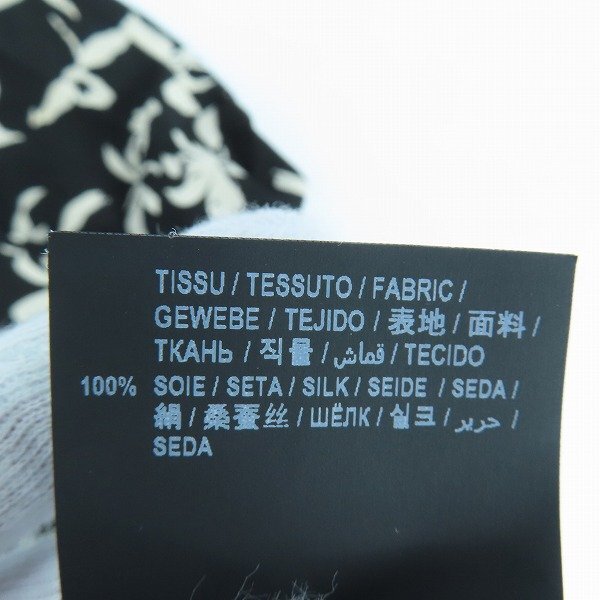 TISSU / TESSUTO / FABRIC /
GEWEBE / TEJIDO / 表地 / 面料 /
ТКАНЬ / 직물 / قماش / TECIDO
100% SOIE / SETA / SILK / SEIDE / SEDA /
絹 / 桑蚕丝 / ШЁЛК / 실크 / حرير /
SEDA